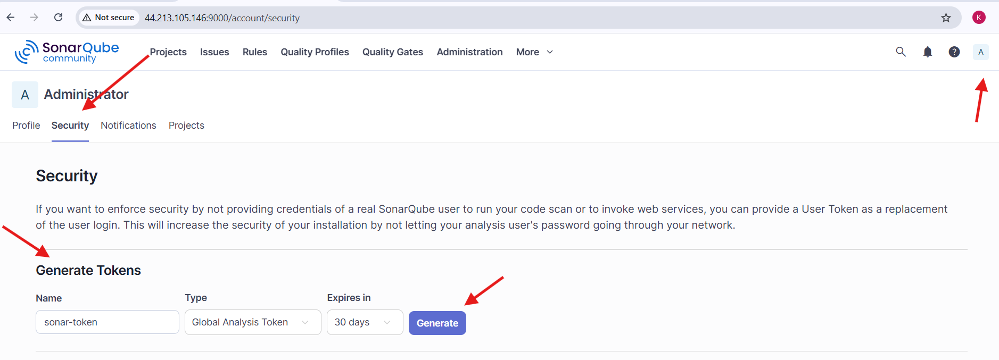 Not secure 44.213.105.146:9000/account/security K
SonarQube community
Projects Issues Rules Quality Profiles Quality Gates Administration More ? A
A Administrator
Profile Security Notifications Projects
Security
If you want to enforce security by not providing credentials of a real SonarQube user to run your code scan or to invoke web services, you can provide a User Token as a replacement
of the user login. This will increase the security of your installation by not letting your analysis user's password going through your network.
Generate Tokens
Name Type Expires in
sonar-token Global Analysis Token 30 days Generate